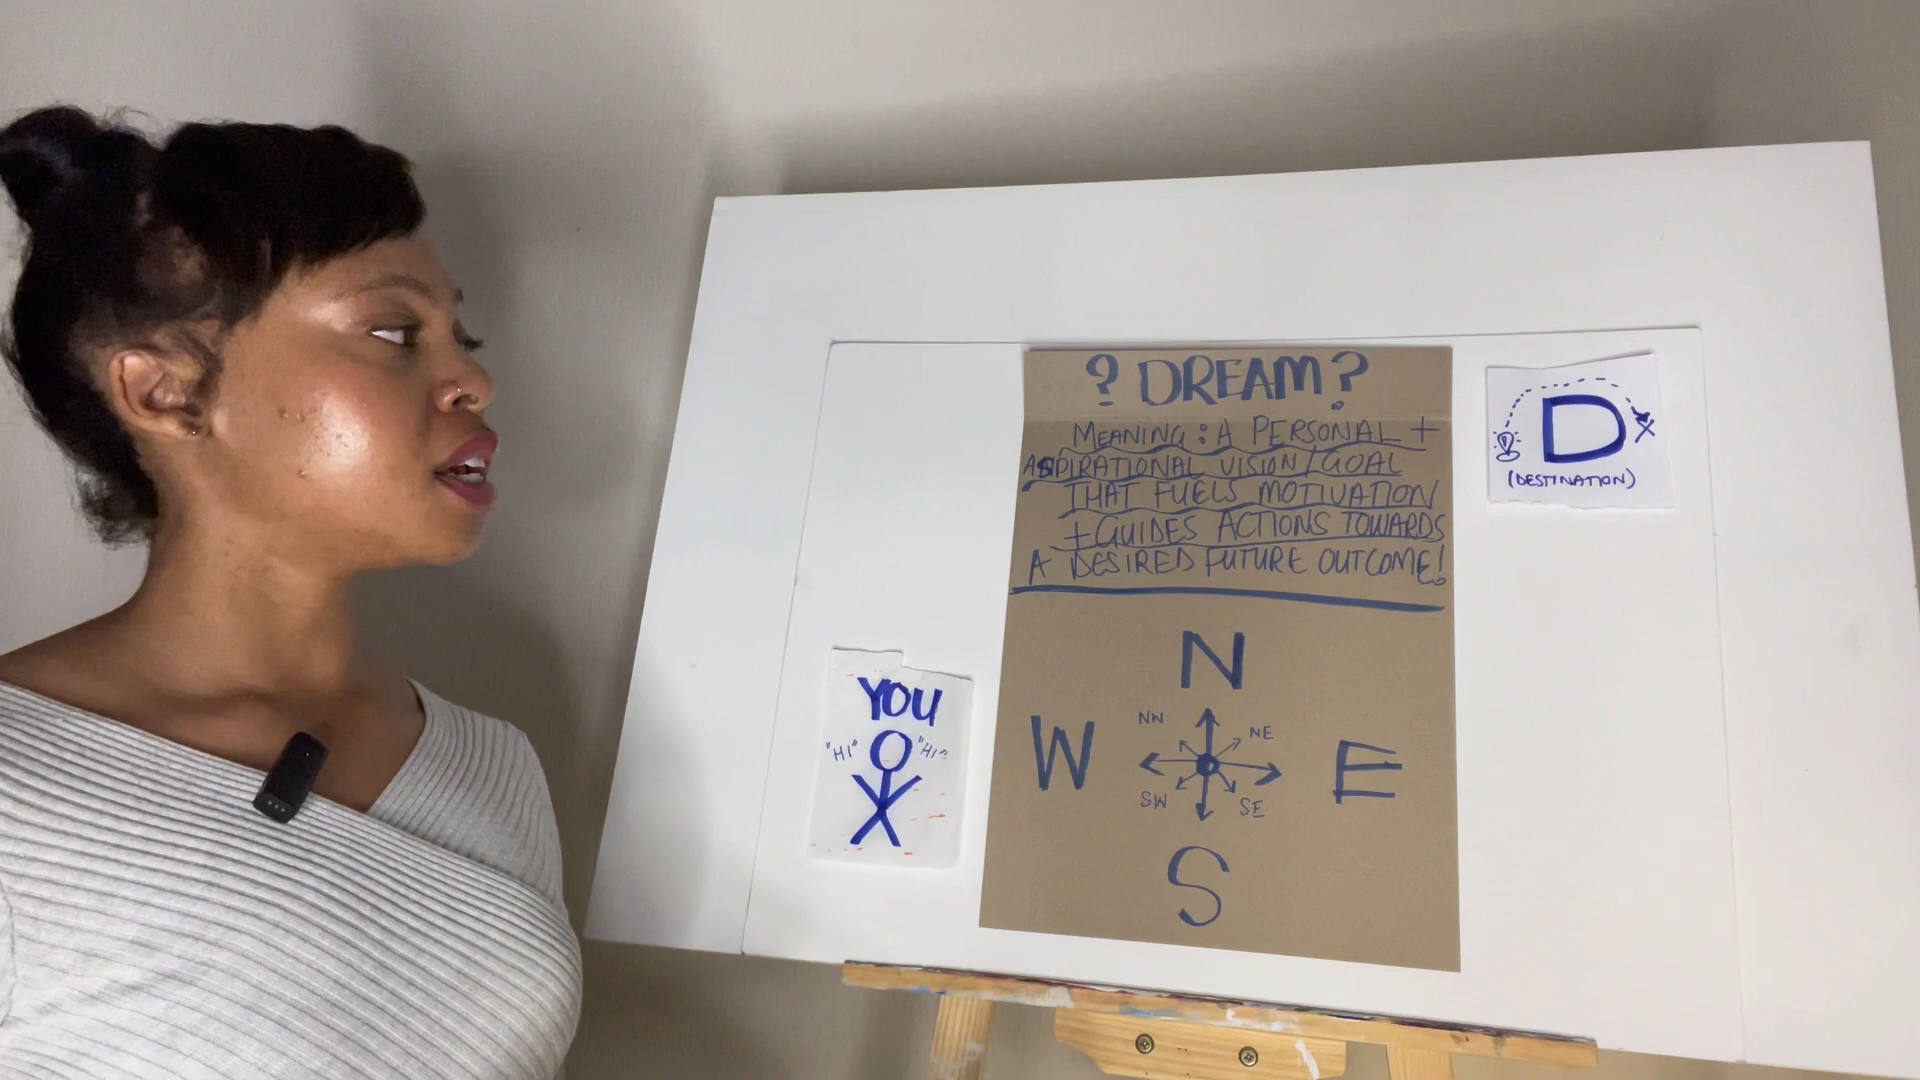 ? DREAM?
MEANING : A PERSONAL +
ASPIRATIONAL VISION/GOAL
THAT FUELS MOTIVATION
+ GUIDES ACTIONS TOWARDS
A DESIRED FUTURE OUTCOME!
D
(DESTINATION)
YOU
"HI" "HI"
N
NW NE
W E
SW SE
S